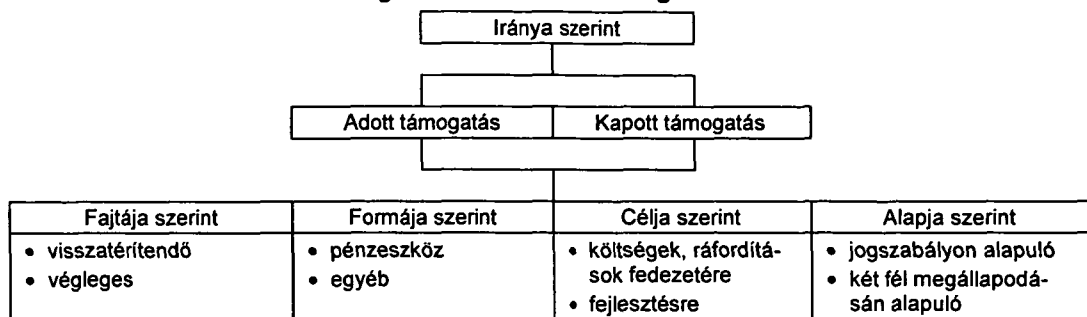 Iránya szerint
Adott támogatás Kapott támogatás
Fajtája szerint Formája szerint Célja szerint Alapja szerint
• visszatérítendő
• végleges
• pénzeszköz
• egyéb
• költségek, ráfordítá-
sok fedezetére
• fejlesztésre
• jogszabályon alapuló
• két fél megállapodá-
sán alapuló